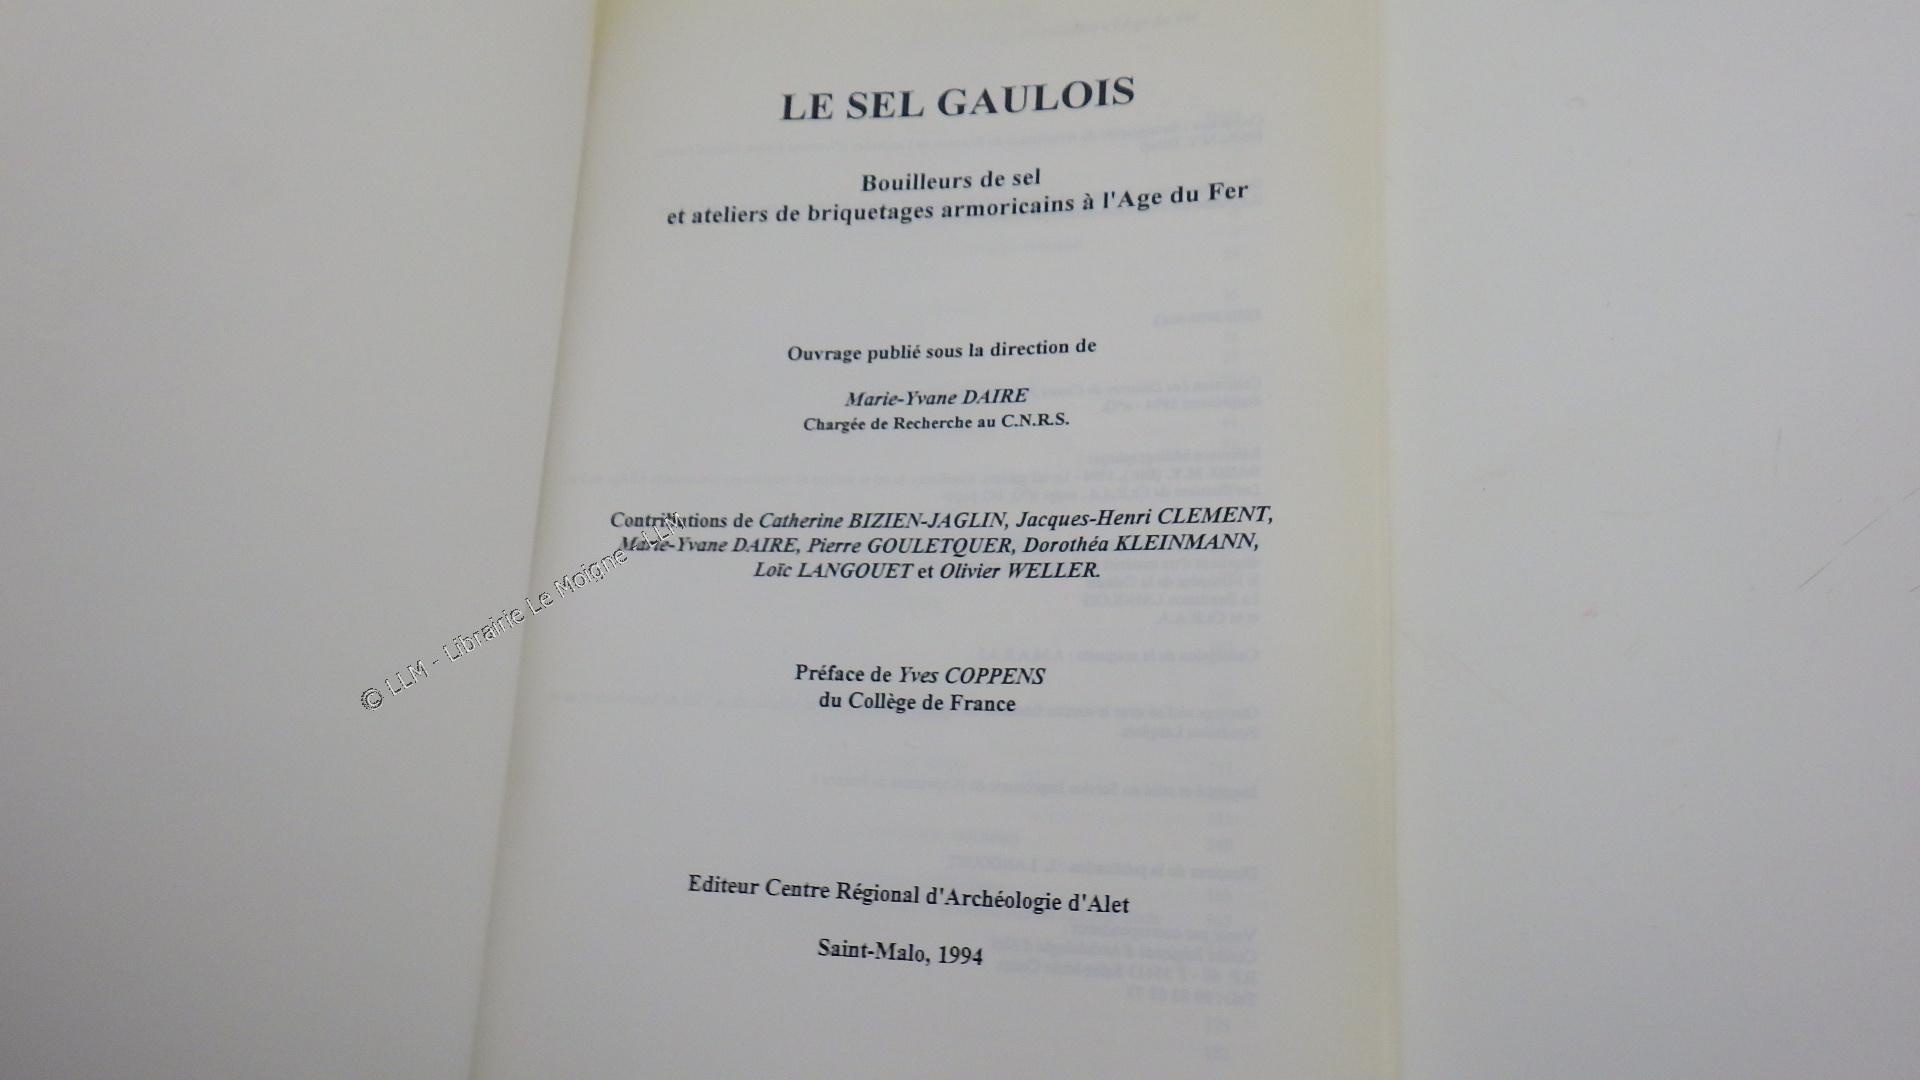 LE SEL GAULOIS
Bouilleurs de sel
et ateliers de briquetages armoricains à l'Age du Fer
Ouvrage publié sous la direction de
Marie-Yvane DAIRE
Chargée de Recherche au C.N.R.S.
Contributions de Catherine BIZIEN-JAGLIN, Jacques-Henri CLEMENT,
Marie-Yvane DAIRE, Pierre GOULETQUER, Dorothéa KLEINMANN,
Loïc LANGOUET et Olivier WELLER.
Préface de Yves COPPENS
du Collège de France
Editeur Centre Régional d'Archéologie d'Alet
Saint-Malo, 1994
© LLM - Librairie Le Moigne - LLM